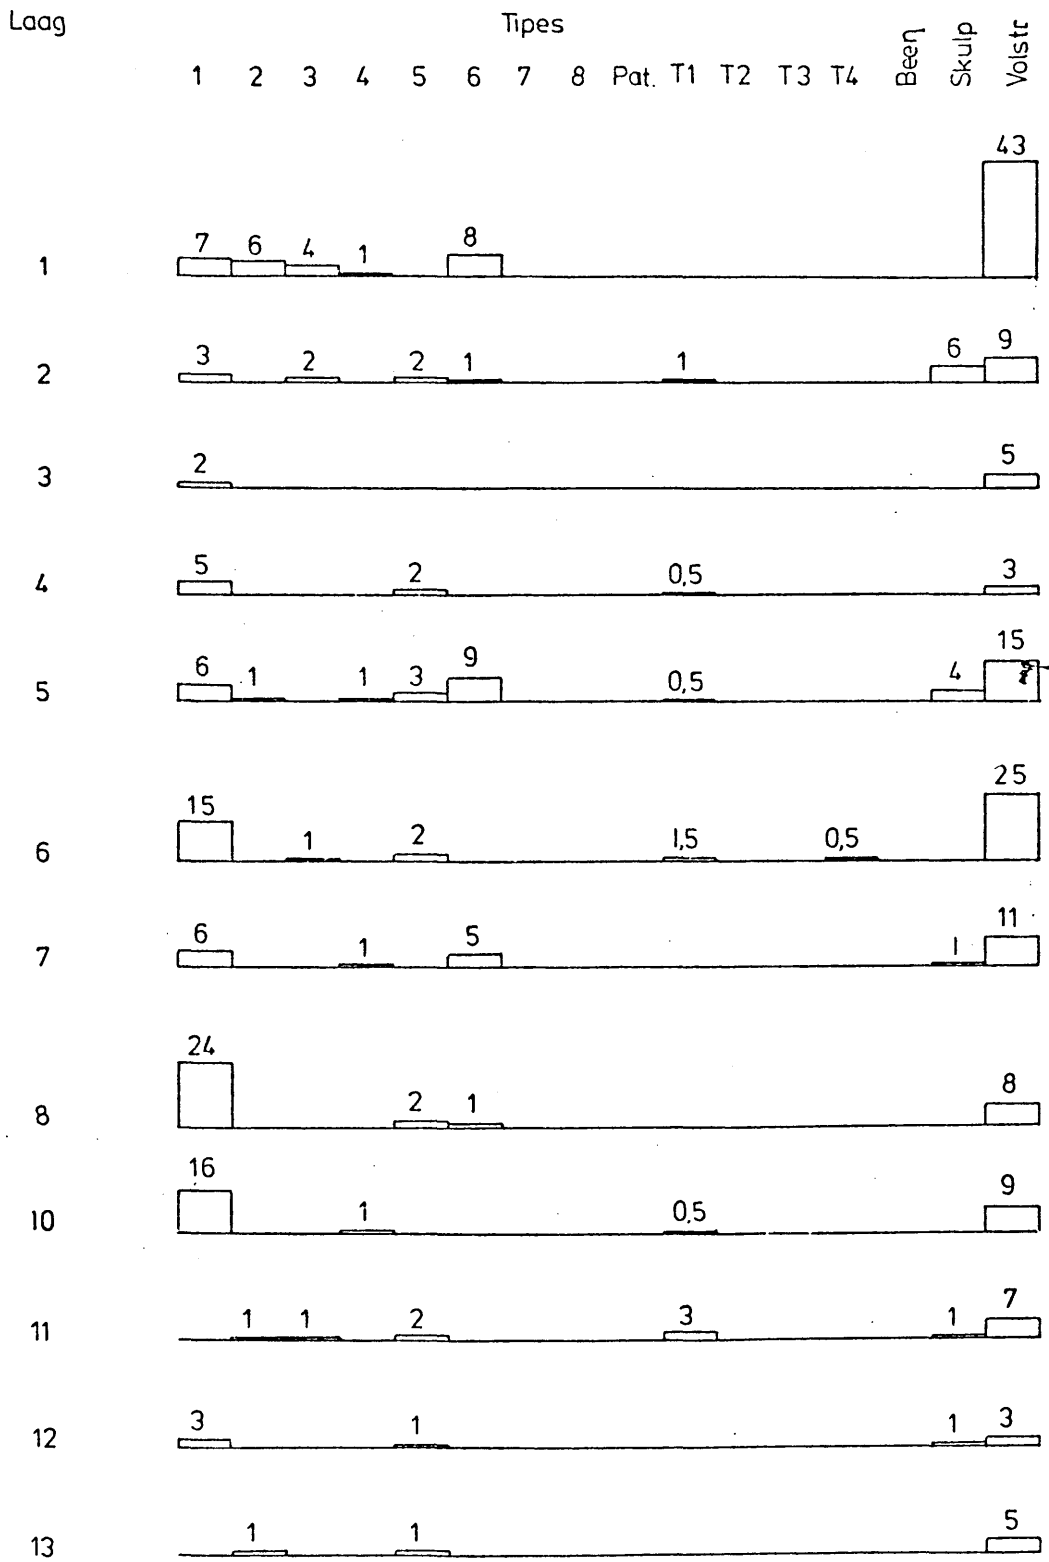 Laag Tipes
1 2 3 4 5 6 7 8 Pat. T1 T2 T3 T4 Been Skulp Volstr
43
7 6 4 1 8
1
3 2 2 1 1 6 9
2
2 5
3
5 2 0,5 3
4
6 1 1 3 9 0,5 4 15
5
15 1 2 1,5 0,5 25
6
6 1 5 1 11
7
24 2 1 8
8
16 1 0,5 9
10
1 1 2 3 1 7
11
3 1 1 3
12
1 1 5
13